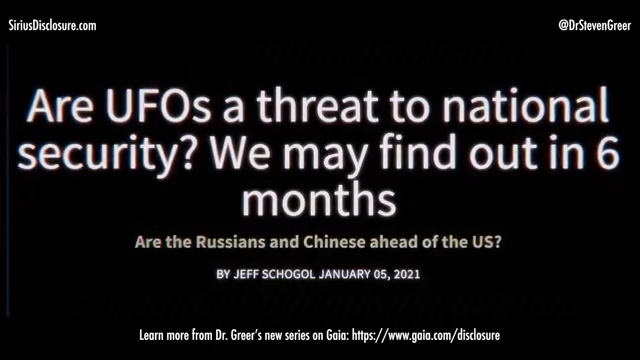 SiriusDisclosure.com
@DrStevenGreer
Are UFOs a threat to national
security? We may find out in 6
months
Are the Russians and Chinese ahead of the US?
BY JEFF SCHOGOL JANUARY 05, 2021
Learn more from Dr. Greer's new series on Gaia: https://www.gaia.com/disclosure